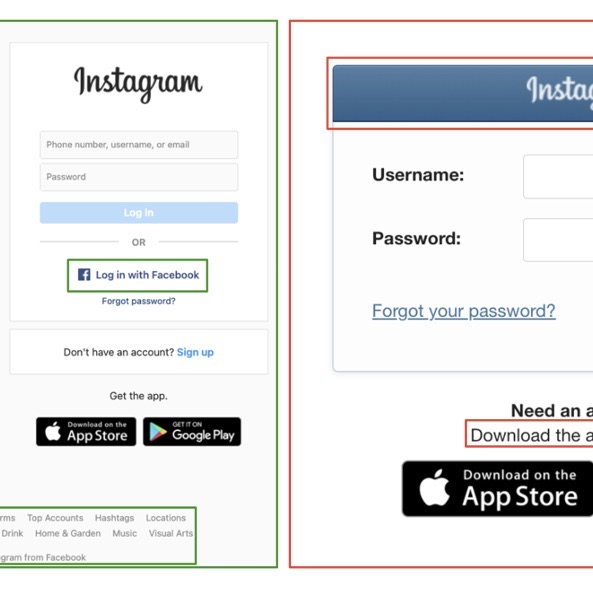 Instagram
Phone number, username, or email
Password
Log In
OR
Log in with Facebook
Forgot password?
Don't have an account? Sign up
Get the app.
Download on the App Store
GET IT ON Google Play
rms Top Accounts Hashtags Locations
Drink Home & Garden Music Visual Arts
gram from Facebook
Instag
Username:
Password:
Forgot your password?
Need an a
Download the a
Download on the
App Store